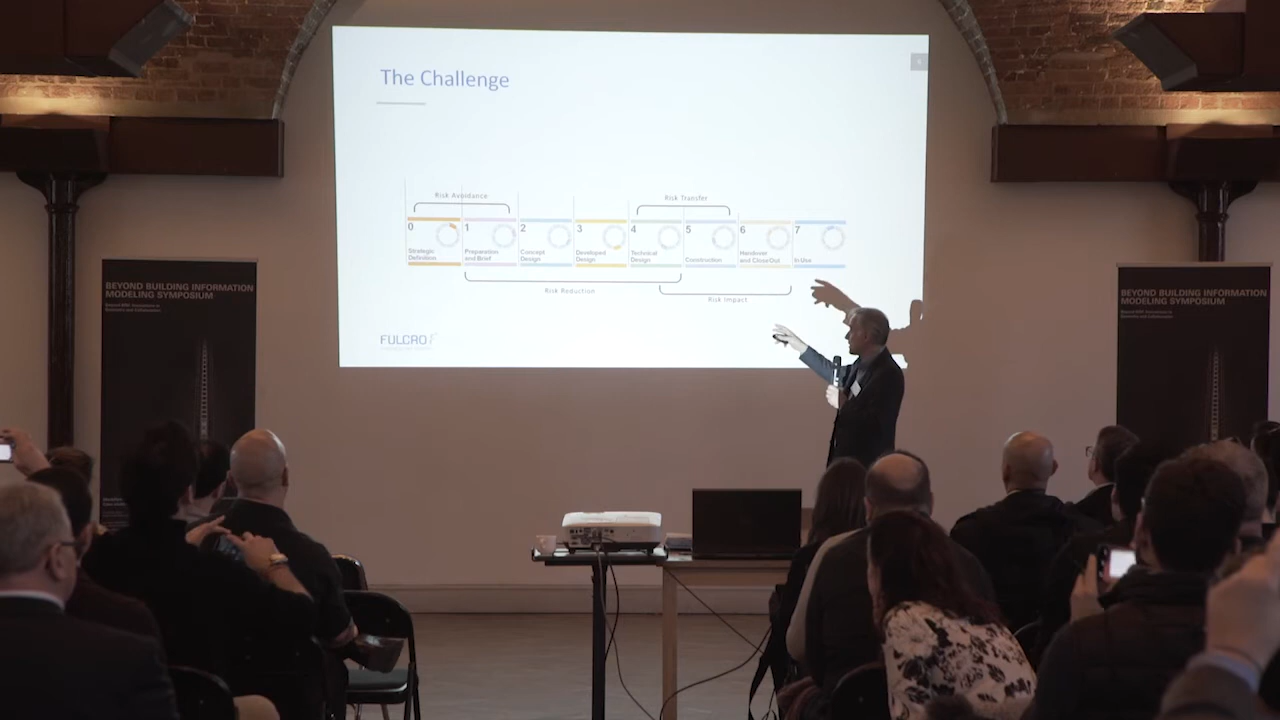 The Challenge
Risk Avoidance
Risk Transfer
0
Strategic
Definition
1
Preparation
and Brief
2
Concept
Design
3
Developed
Design
4
Technical
Design
5
Construction
6
Handover
and Close Out
7
In Use
Risk Reduction
Risk Impact
FULCRO
BEYOND BUILDING INFORMATION
MODELING SYMPOSIUM
BEYOND BUILDING INFORMATION
MODELING SYMPOSIUM